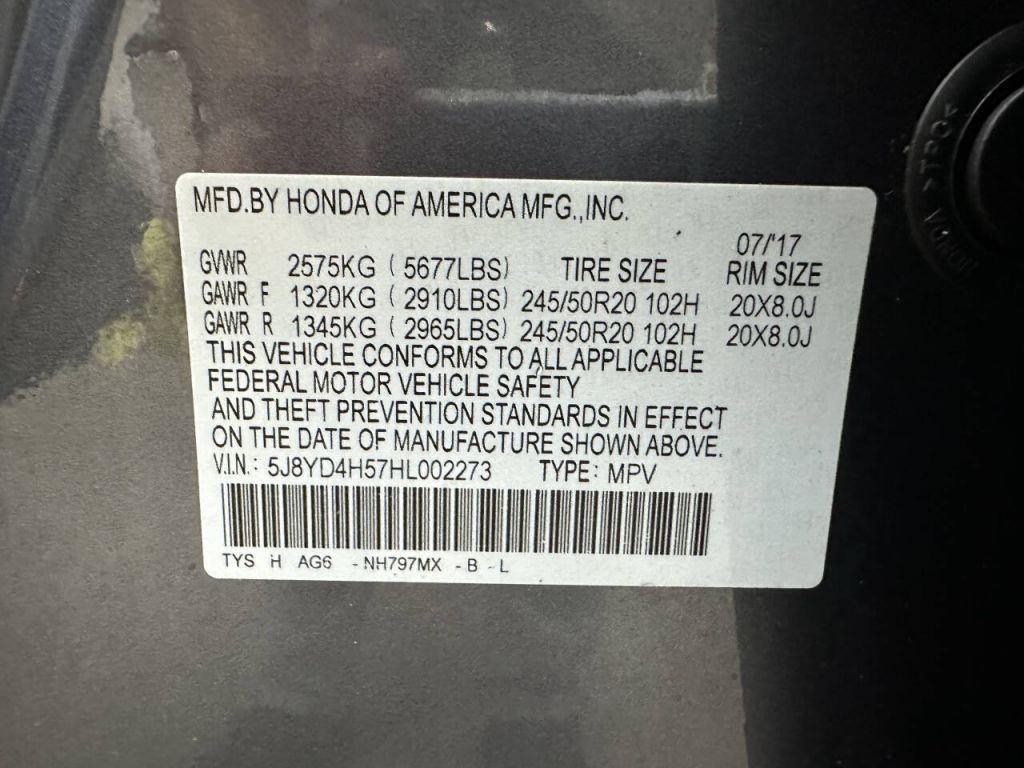 MFD.BY HONDA OF AMERICA MFG.,INC.
07/'17
GVWR 2575KG (5677LBS) TIRE SIZE RIM SIZE
GAWR F 1320KG (2910LBS) 245/50R20 102H 20X8.0J
GAWR R 1345KG (2965LBS) 245/50R20 102H 20X8.0J
THIS VEHICLE CONFORMS TO ALL APPLICABLE
FEDERAL MOTOR VEHICLE SAFETY
AND THEFT PREVENTION STANDARDS IN EFFECT
ON THE DATE OF MANUFACTURE SHOWN ABOVE.
V.I.N.: 5J8YD4H57HL002273 TYPE: MPV
TYS H AG6 - NH797MX - B - L
>TPO<